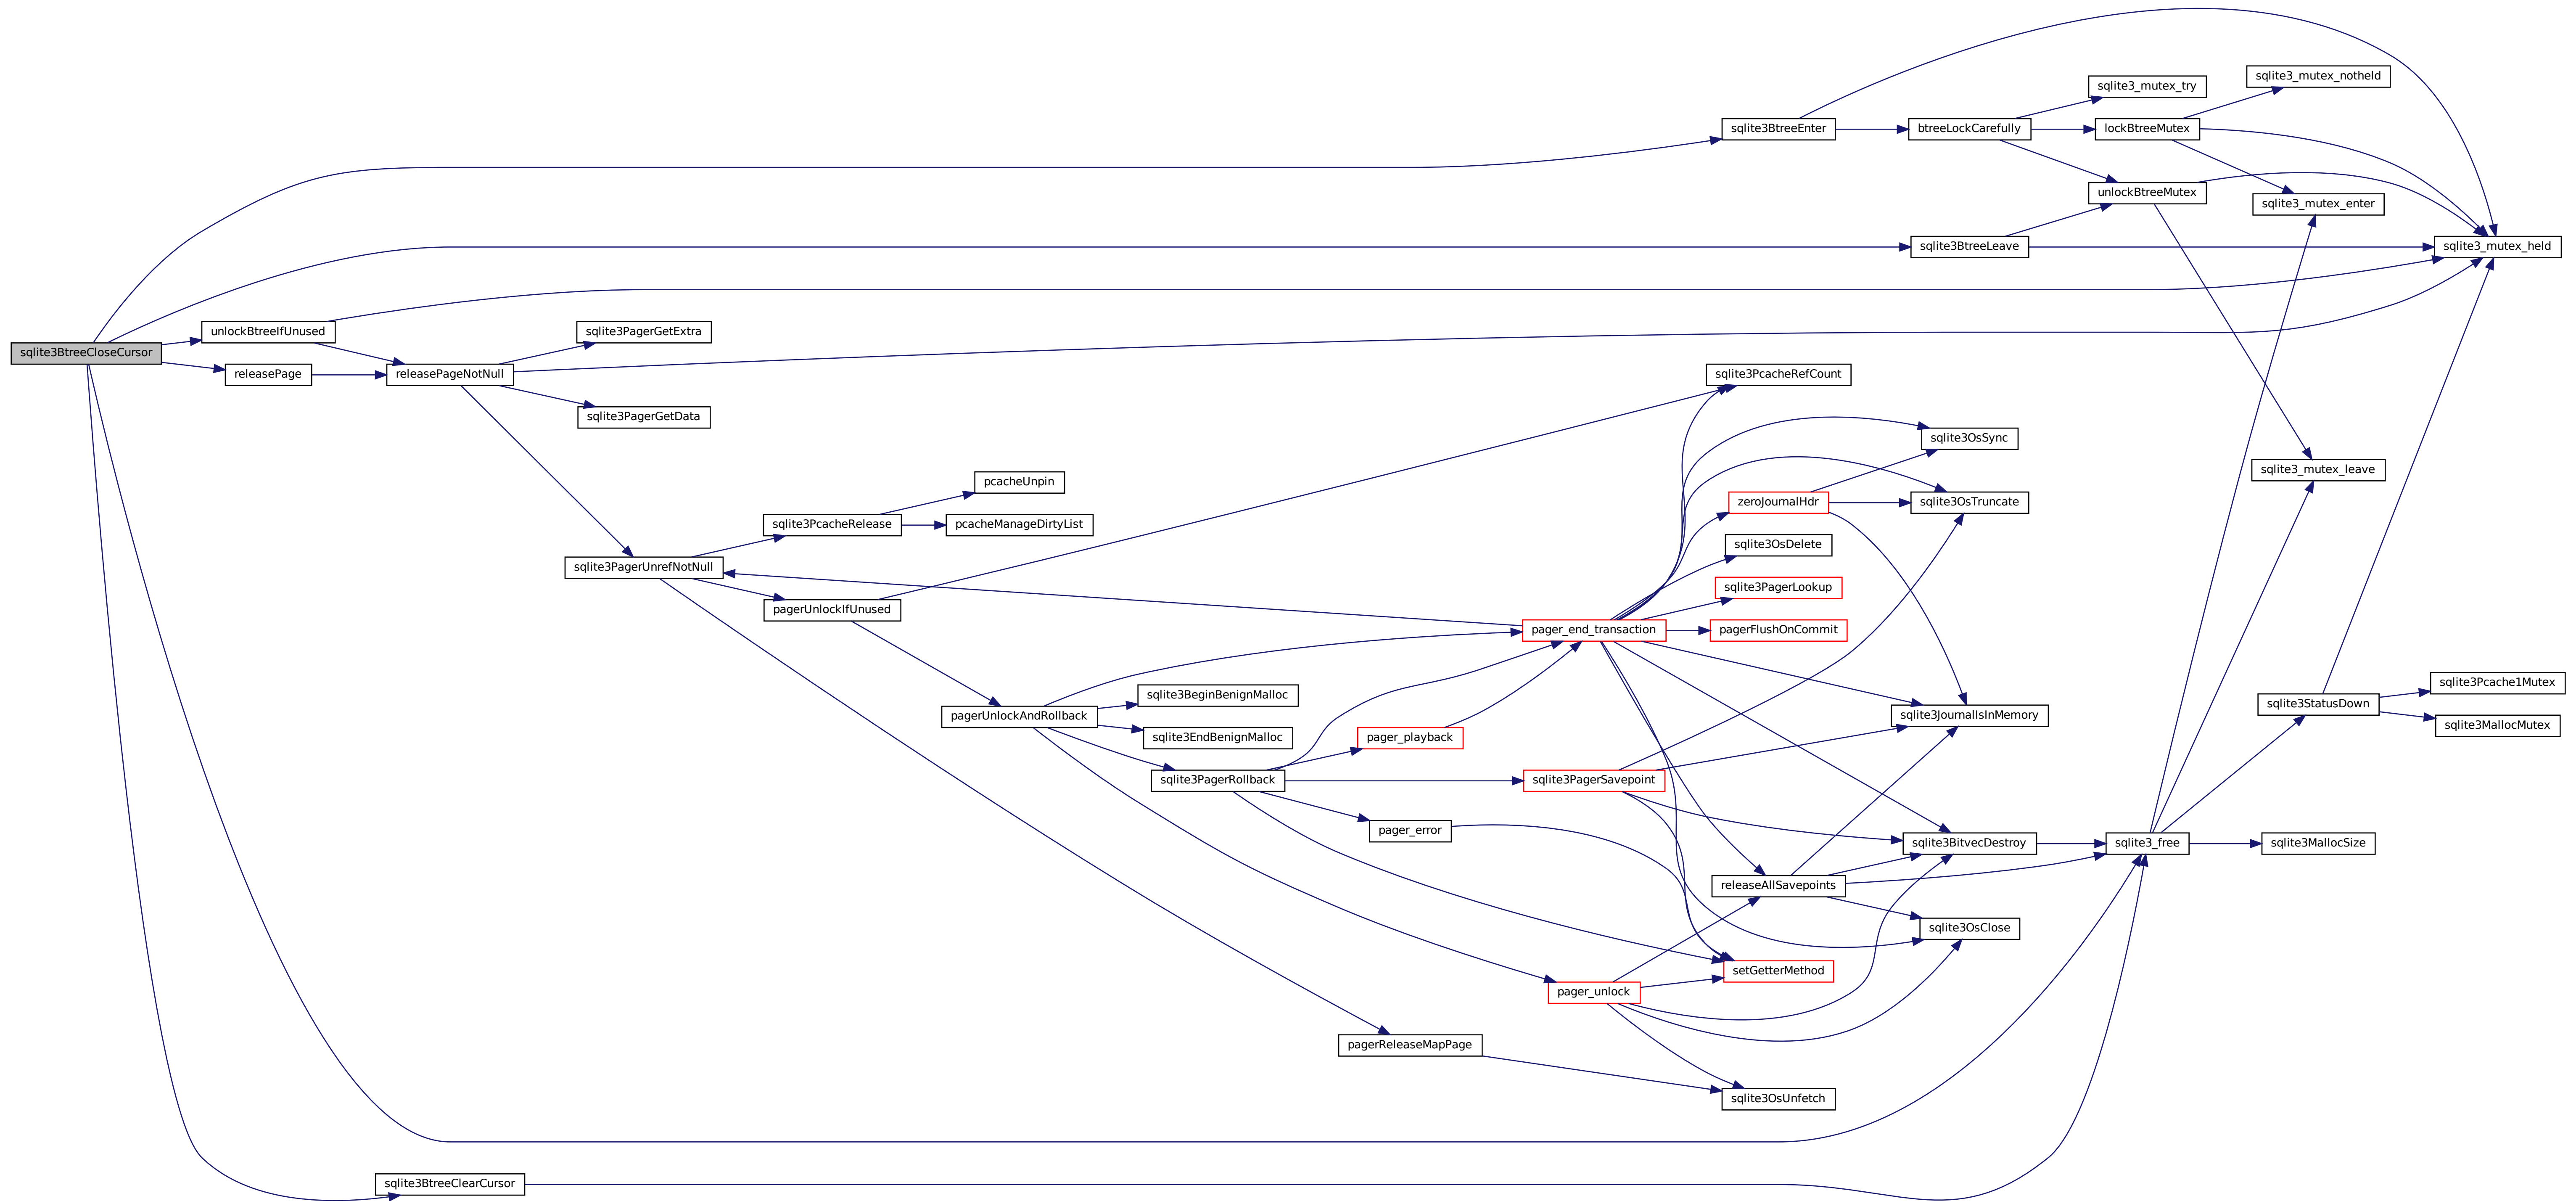 sqlite3_mutex_notheld
sqlite3_mutex_try
sqlite3BtreeEnter
btreeLockCarefully
lockBtreeMutex
unlockBtreeMutex
sqlite3_mutex_enter
sqlite3BtreeLeave
sqlite3_mutex_held
unlockBtreeIfUnused
sqlite3PagerGetExtra
sqlite3BtreeCloseCursor
releasePage
releasePageNotNull
sqlite3PcacheRefCount
sqlite3PagerGetData
sqlite3OsSync
sqlite3_mutex_leave
pcacheUnpin
zeroJournalHdr
sqlite3OsTruncate
sqlite3PcacheRelease
pcacheManageDirtyList
sqlite3OsDelete
sqlite3PagerUnrefNotNull
sqlite3PagerLookup
pagerUnlockIfUnused
pager_end_transaction
pagerFlushOnCommit
sqlite3Pcache1Mutex
sqlite3BeginBenignMalloc
sqlite3StatusDown
pagerUnlockAndRollback
sqlite3JournalIsInMemory
sqlite3MallocMutex
sqlite3EndBenignMalloc
pager_playback
sqlite3PagerRollback
sqlite3PagerSavepoint
pager_error
sqlite3BitvecDestroy
sqlite3_free
sqlite3MallocSize
releaseAllSavepoints
sqlite3OsClose
setGetterMethod
pager_unlock
pagerReleaseMapPage
sqlite3OsUnfetch
sqlite3BtreeClearCursor